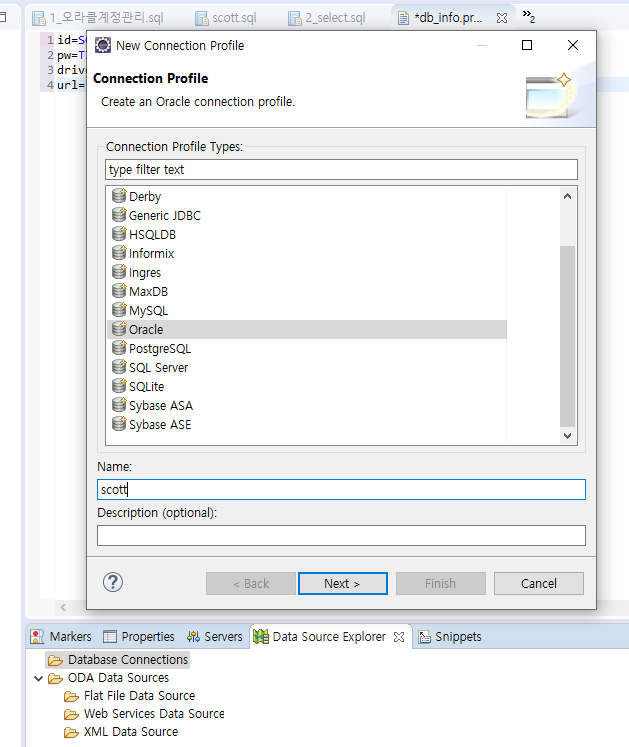 1_오라클계정관리.sql
scott.sql
2_select.sql
*db_info.pr...
»2
1 id=S
2 pw=T
3 drive
4 url=
New Connection Profile
Connection Profile
Create an Oracle connection profile.
Connection Profile Types:
type filter text
Derby
Generic JDBC
HSQLDB
Informix
Ingres
MaxDB
MySQL
Oracle
PostgreSQL
SQL Server
SQLite
Sybase ASA
Sybase ASE
Name:
scott
Description (optional):
?
< Back
Next >
Finish
Cancel
Markers
Properties
Servers
Data Source Explorer
Snippets
Database Connections
ODA Data Sources
Flat File Data Source
Web Services Data Source
XML Data Source